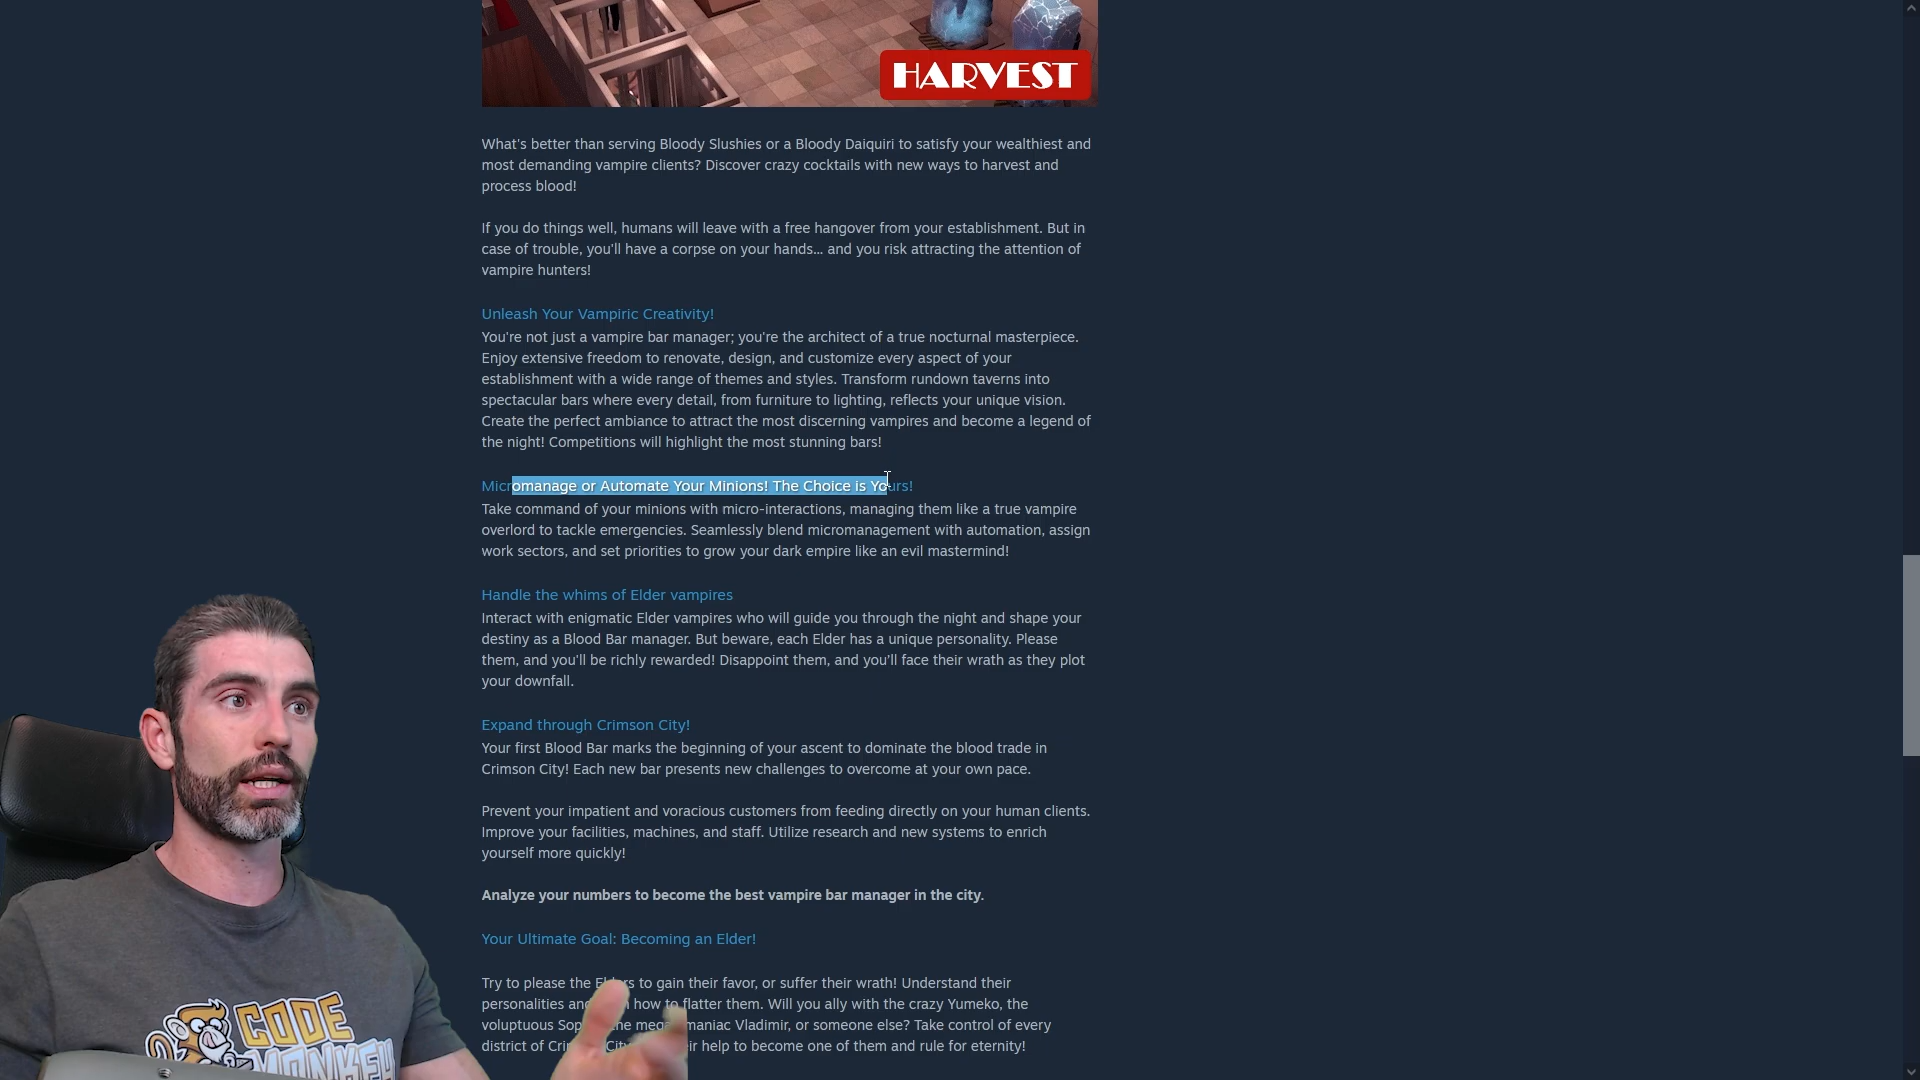 HARVEST
What's better than serving Bloody Slushies or a Bloody Daiquiri to satisfy your wealthiest and
most demanding vampire clients? Discover crazy cocktails with new ways to harvest and
process blood!
If you do things well, humans will leave with a free hangover from your establishment. But in
case of trouble, you'll have a corpse on your hands... and you risk attracting the attention of
vampire hunters!
Unleash Your Vampiric Creativity!
You're not just a vampire bar manager; you're the architect of a true nocturnal masterpiece.
Enjoy extensive freedom to renovate, design, and customize every aspect of your
establishment with a wide range of themes and styles. Transform rundown taverns into
spectacular bars where every detail, from furniture to lighting, reflects your unique vision.
Create the perfect ambiance to attract the most discerning vampires and become a legend of
the night! Competitions will highlight the most stunning bars!
Micromanage or Automate Your Minions! The Choice is Yours!
Take command of your minions with micro-interactions, managing them like a true vampire
overlord to tackle emergencies. Seamlessly blend micromanagement with automation, assign
work sectors, and set priorities to grow your dark empire like an evil mastermind!
Handle the whims of Elder vampires
Interact with enigmatic Elder vampires who will guide you through the night and shape your
destiny as a Blood Bar manager. But beware, each Elder has a unique personality. Please
them, and you'll be richly rewarded! Disappoint them, and you'll face their wrath as they plot
your downfall.
Expand through Crimson City!
Your first Blood Bar marks the beginning of your ascent to dominate the blood trade in
Crimson City! Each new bar presents new challenges to overcome at your own pace.
Prevent your impatient and voracious customers from feeding directly on your human clients.
Improve your facilities, machines, and staff. Utilize research and new systems to enrich
yourself more quickly!
Analyze your numbers to become the best vampire bar manager in the city.
Your Ultimate Goal: Becoming an Elder!
Try to please the Elders to gain their favor, or suffer their wrath! Understand their
personalities and how to flatter them. Will you ally with the crazy Yumeko, the
voluptuous the maniac Vladimir, or someone else? Take control of every
district of City help to become one of them and rule for eternity!
CODE
MONKEY